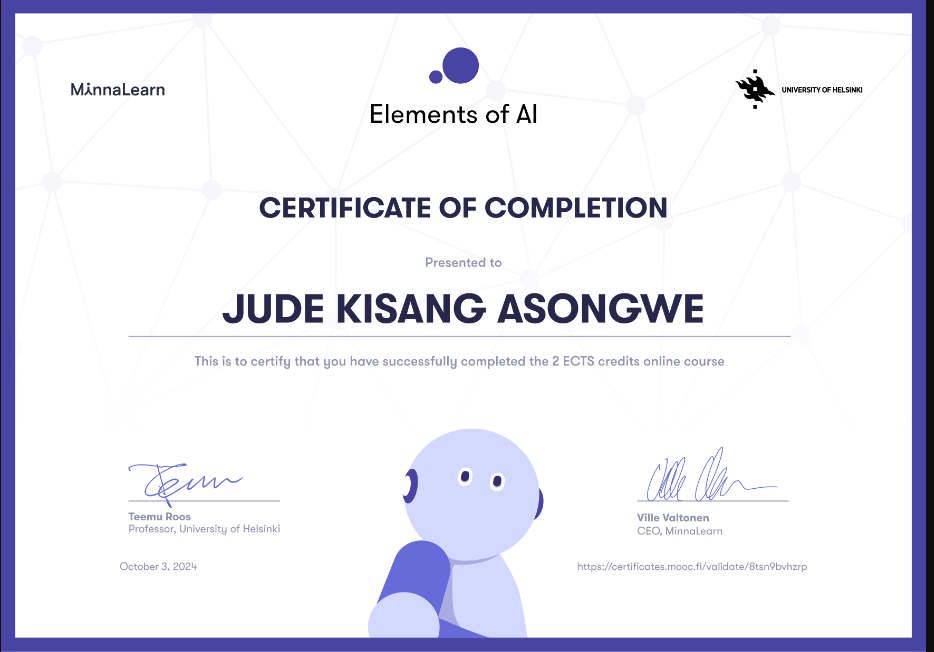 MinnaLearn
Elements of AI
UNIVERSITY OF HELSINKI
CERTIFICATE OF COMPLETION
Presented to
JUDE KISANG ASONGWE
This is to certify that you have successfully completed the 2 ECTS credits online course
Teemu Roos
Professor, University of Helsinki
Ville Valtonen
CEO, MinnaLearn
October 3, 2024
https://certificates.mooc.fi/validate/8tsn9bvhzrp